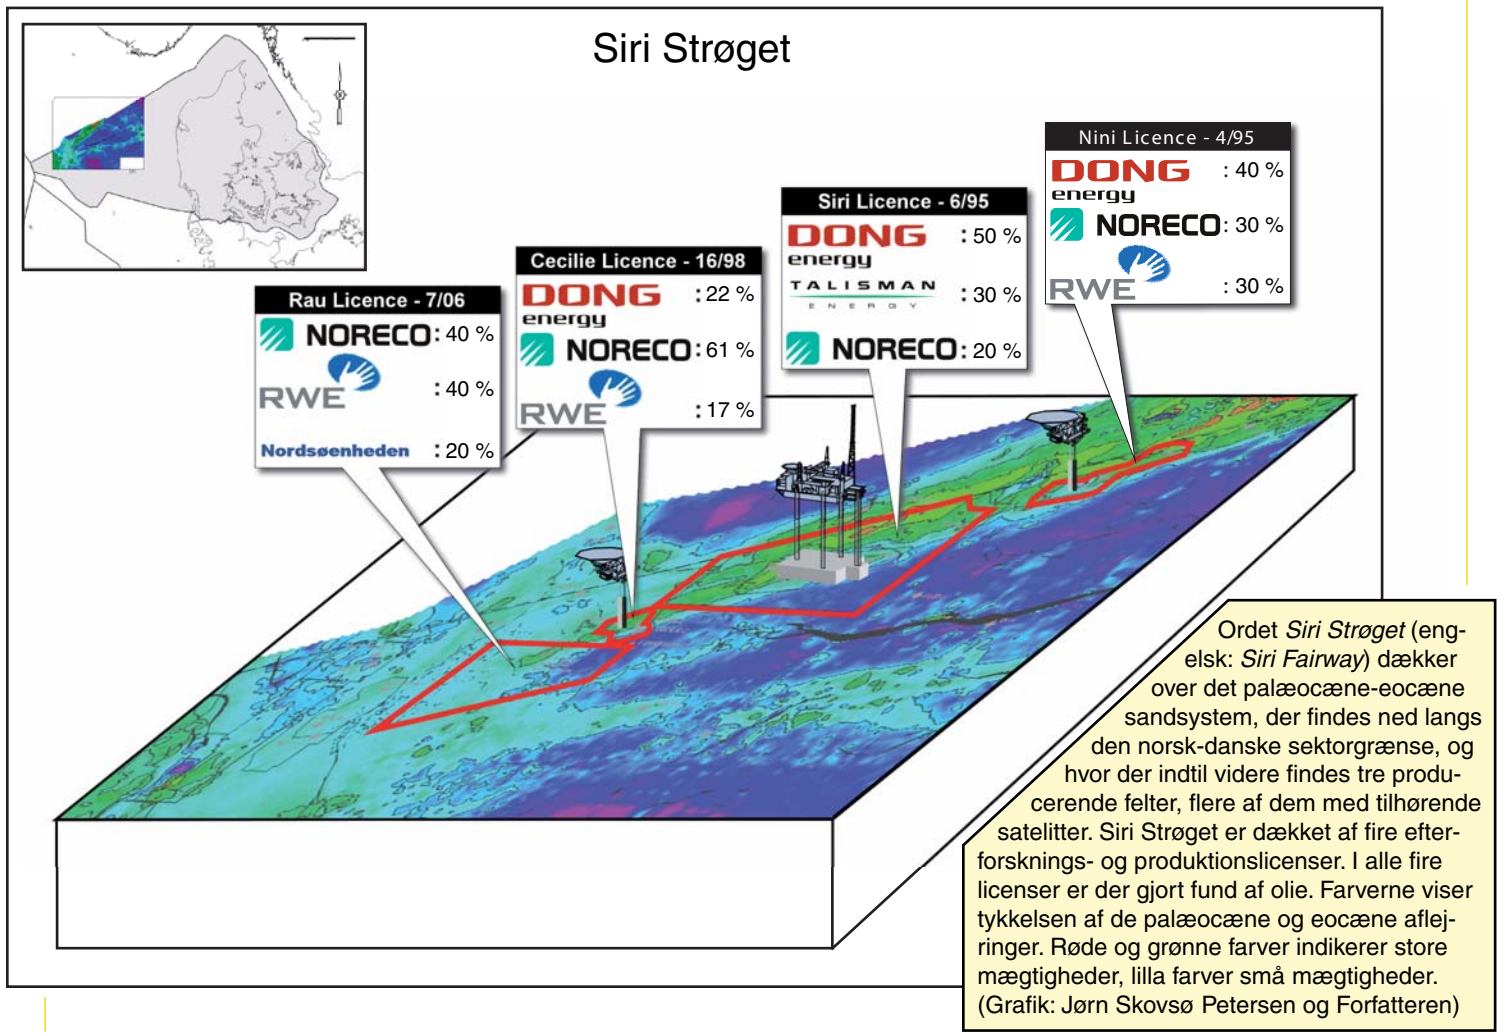 Siri Strøget
Nini Licence - 4/95
DONG energy : 40 %
NORECO : 30 %
RWE : 30 %
Siri Licence - 6/95
DONG energy : 50 %
TALISMAN ENERGY : 30 %
NORECO : 20 %
Cecilie Licence - 16/98
DONG energy : 22 %
NORECO : 61 %
RWE : 17 %
Rau Licence - 7/06
NORECO : 40 %
RWE : 40 %
Nordsøenheden : 20 %
Ordet Siri Strøget (eng-
elsk: Siri Fairway) dækker
over det palæocæne-eocæne
sandsystem, der findes ned langs
den norsk-danske sektorgrænse, og
hvor der indtil videre findes tre produ-
cerende felter, flere af dem med tilhørende
satelitter. Siri Strøget er dækket af fire efter-
forsknings- og produktionslicenser. I alle fire
licenser er der gjort fund af olie. Farverne viser
tykkelsen af de palæocæne og eocæne aflej-
ringer. Røde og grønne farver indikerer store
mægtigheder, lilla farver små mægtigheder.
(Grafik: Jørn Skovsø Petersen og Forfatteren)